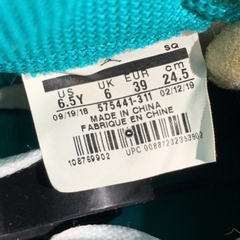 SQ
US UK EUR cm
6.5Y 6 39 24.5
09/19/18 575441-311 02/12/19
MADE IN CHINA
FABRIQUE EN CHINE
108769902
UPC 00887232353902